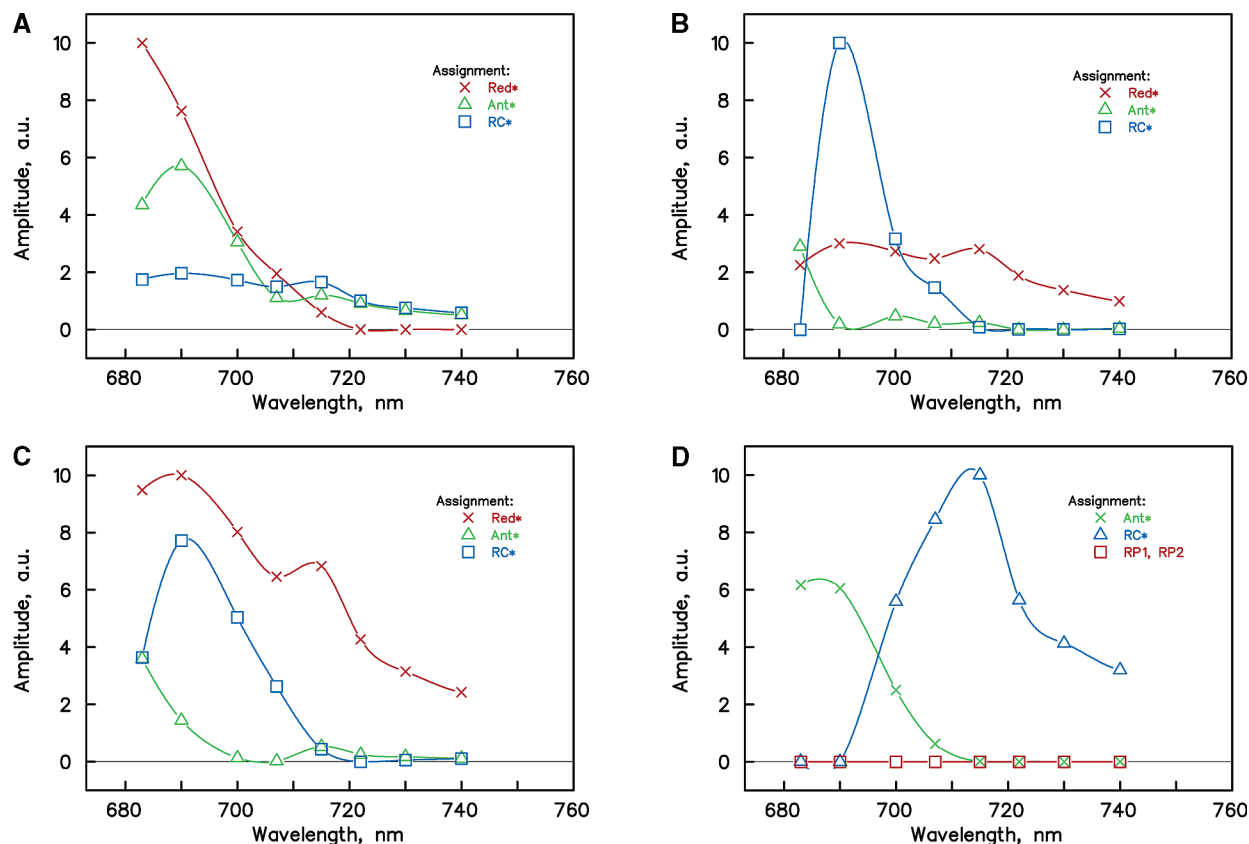 A
Amplitude, a.u.
10
8
6
4
2
0
680 700 720 740 760
Wavelength, nm
Assignment:
Red*
Ant*
RC*
B
Amplitude, a.u.
10
8
6
4
2
0
680 700 720 740 760
Wavelength, nm
Assignment:
Red*
Ant*
RC*
C
Amplitude, a.u.
10
8
6
4
2
0
680 700 720 740 760
Wavelength, nm
Assignment:
Red*
Ant*
RC*
D
Amplitude, a.u.
10
8
6
4
2
0
680 700 720 740 760
Wavelength, nm
Assignment:
Ant*
RC*
RP1, RP2